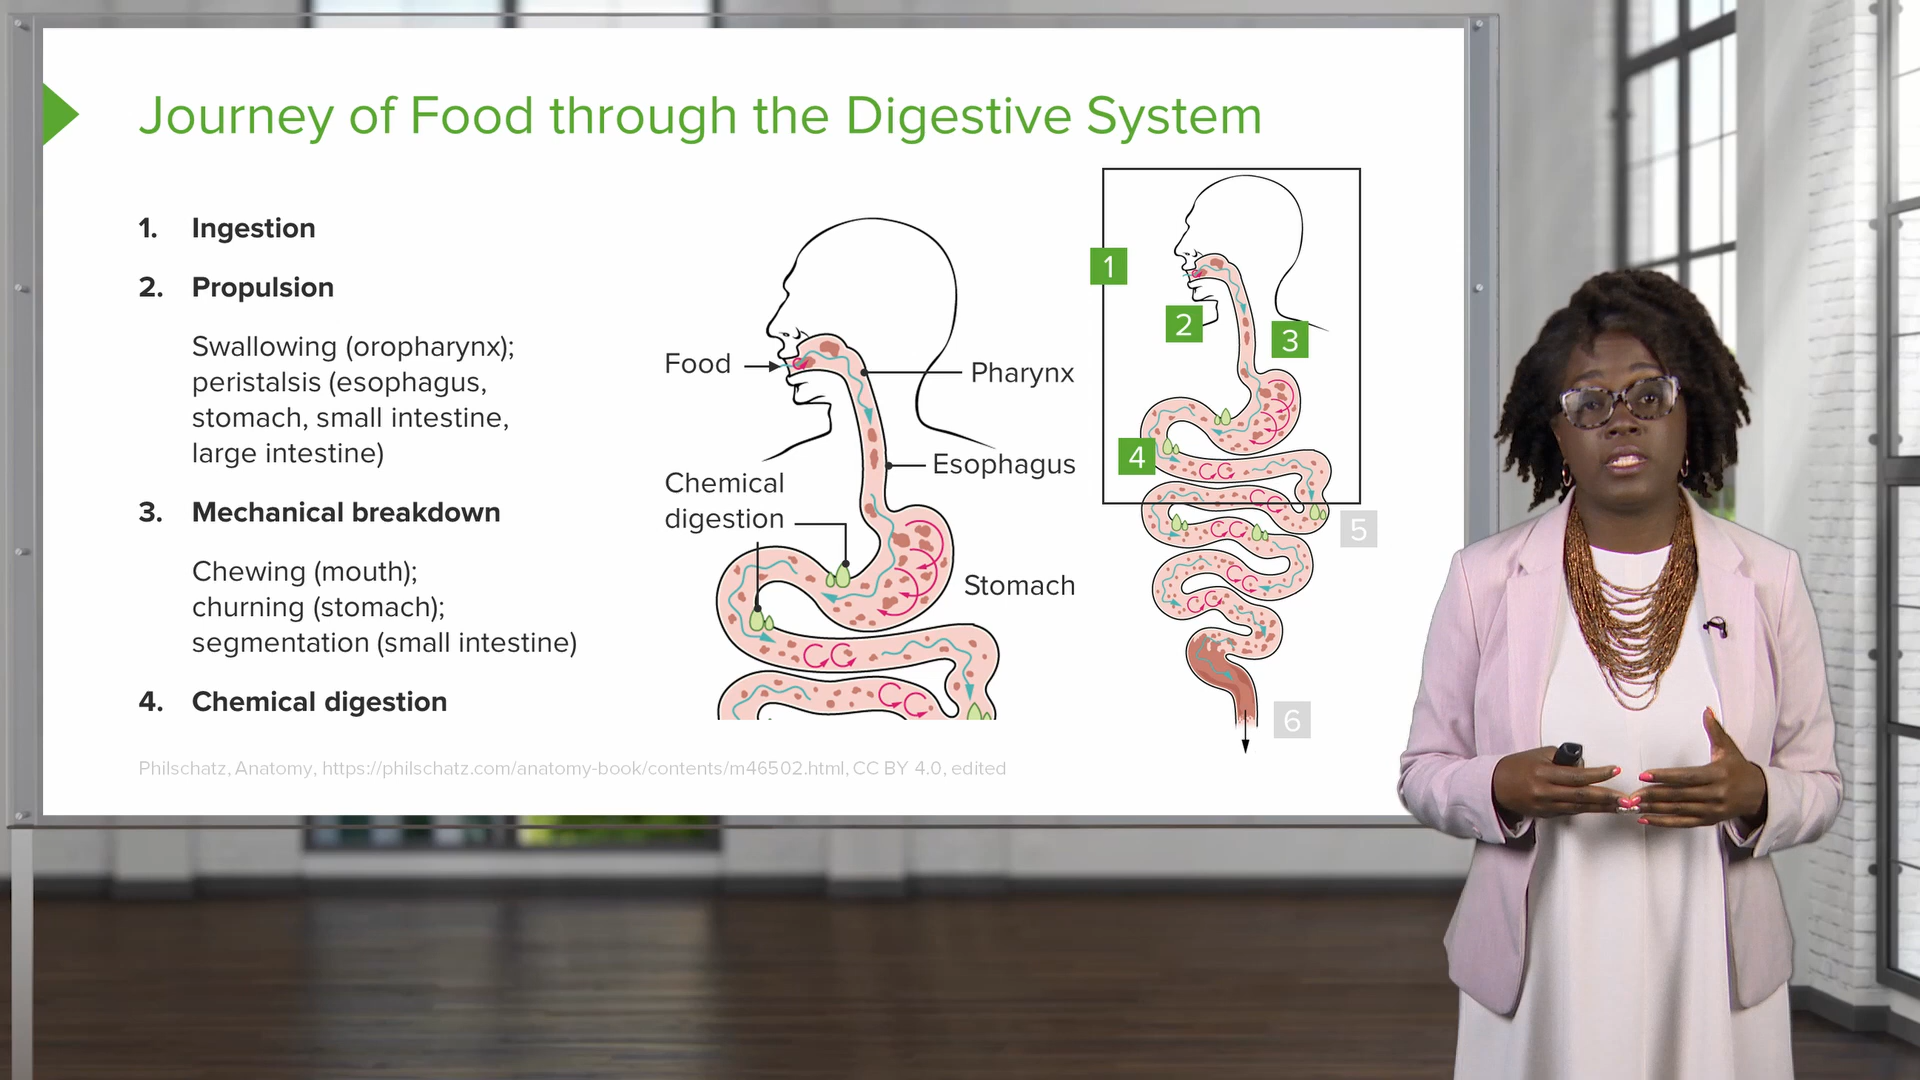 Journey of Food through the Digestive System
1. Ingestion
2. Propulsion
Swallowing (oropharynx);
peristalsis (esophagus,
stomach, small intestine,
large intestine)
3. Mechanical breakdown
Chewing (mouth);
churning (stomach);
segmentation (small intestine)
4. Chemical digestion
Food
Pharynx
Esophagus
Chemical
digestion
Stomach
1
2
3
4
5
6
Philschatz, Anatomy, https://philschatz.com/anatomy-book/contents/m46502.html, CC BY 4.0, edited